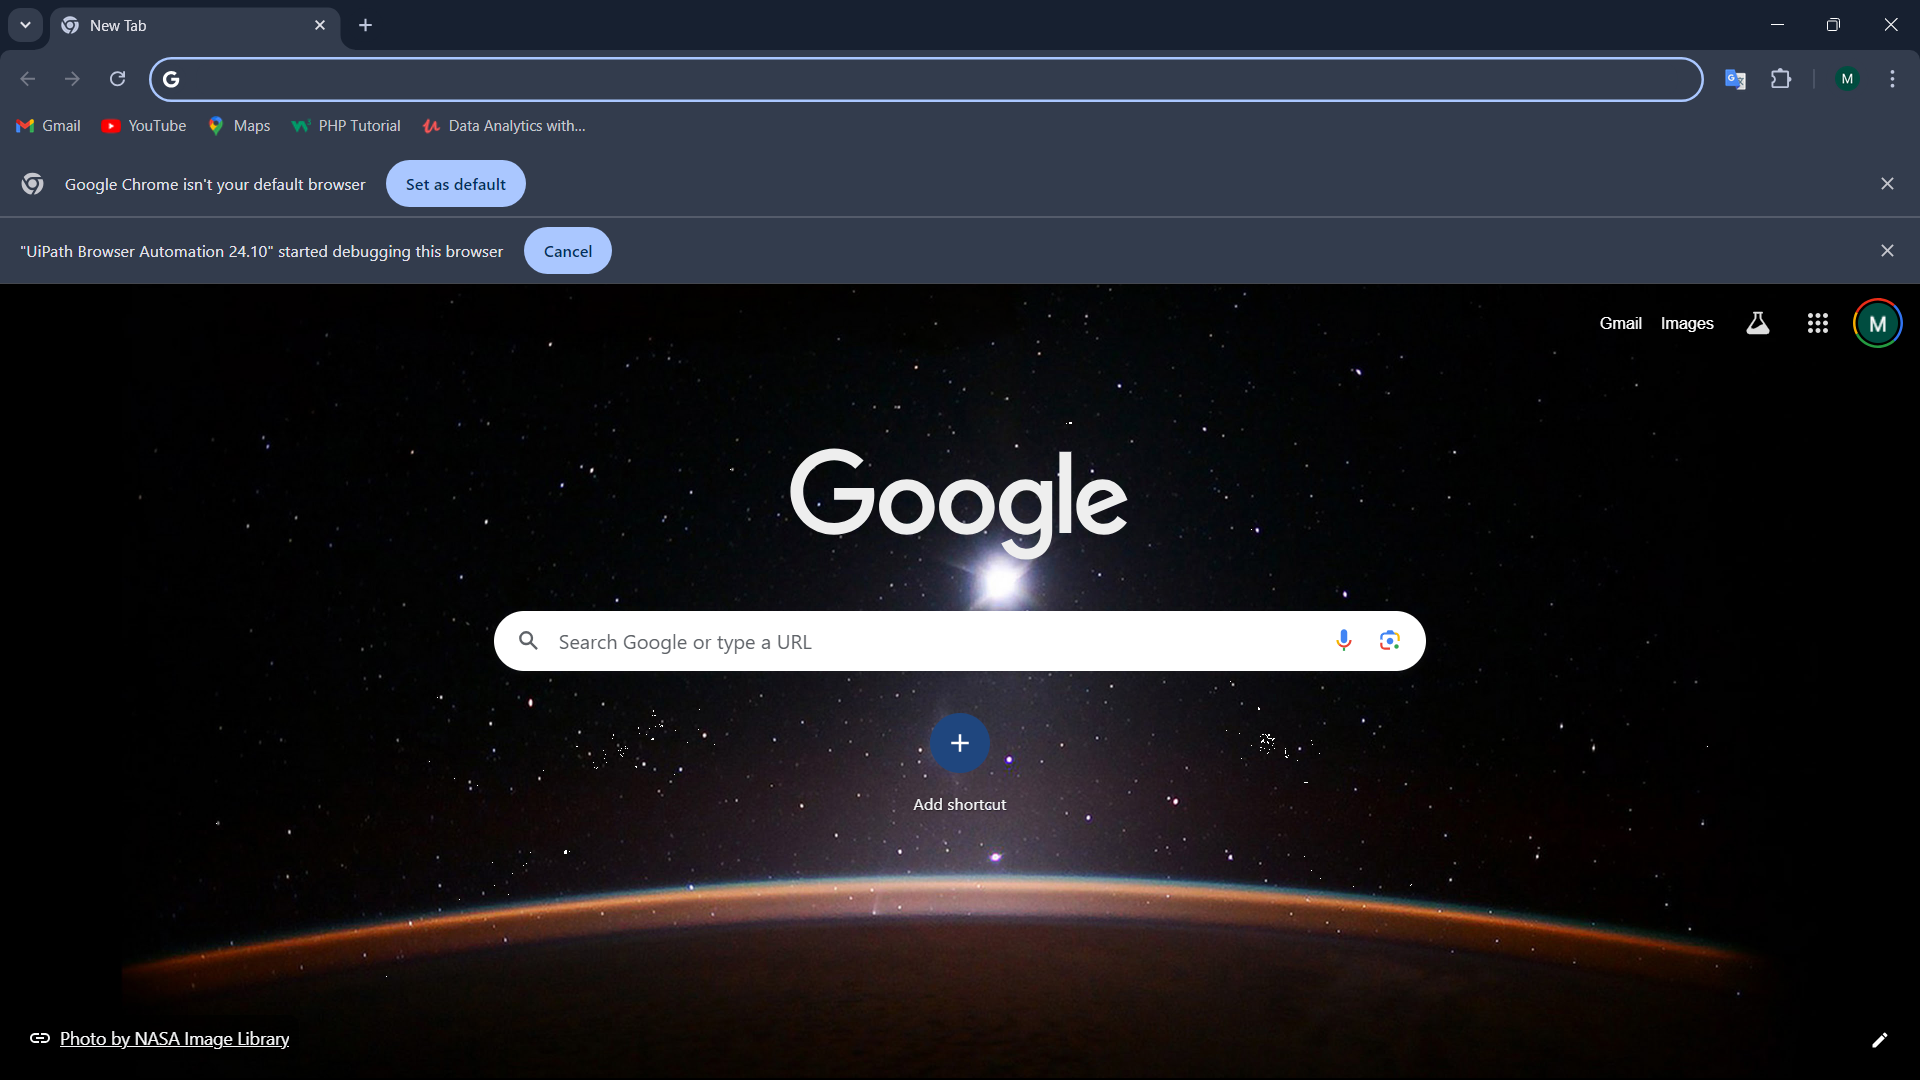 New Tab
Gmail
YouTube
Maps
PHP Tutorial
Data Analytics with...
M
Google Chrome isn't your default browser
Set as default
"UiPath Browser Automation 24.10" started debugging this browser
Cancel
Gmail
Images
M
Google
Search Google or type a URL
Add shortcut
Photo by NASA Image Library